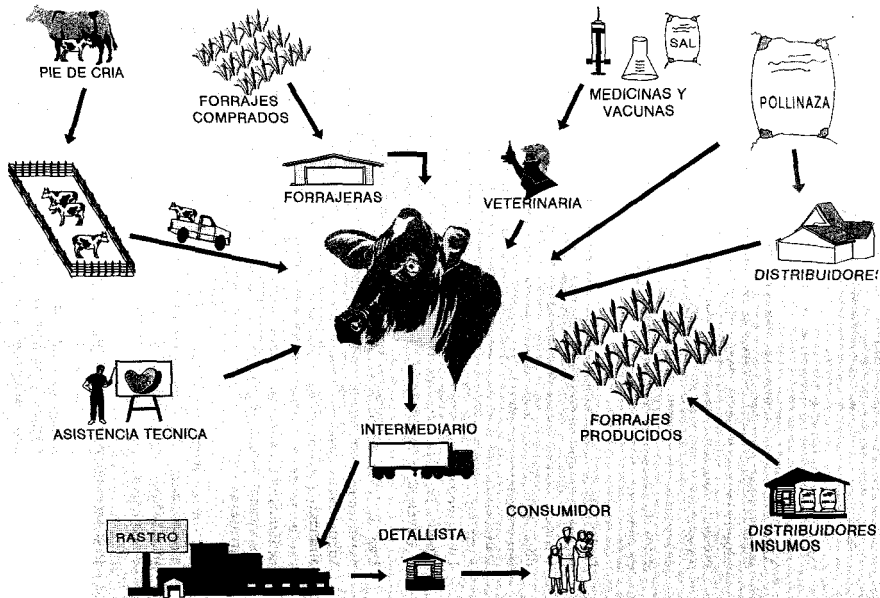 PIE DE CRIA
FORRAJES
COMPRADOS
SAL
MEDICINAS Y
VACUNAS
POLLINAZA
FORRAJERAS
VETERINARIA
DISTRIBUIDORES
ASISTENCIA TECNICA
INTERMEDIARIO
FORRAJES
PRODUCIDOS
DISTRIBUIDORES
INSUMOS
RASTRO
DETALLISTA
CONSUMIDOR